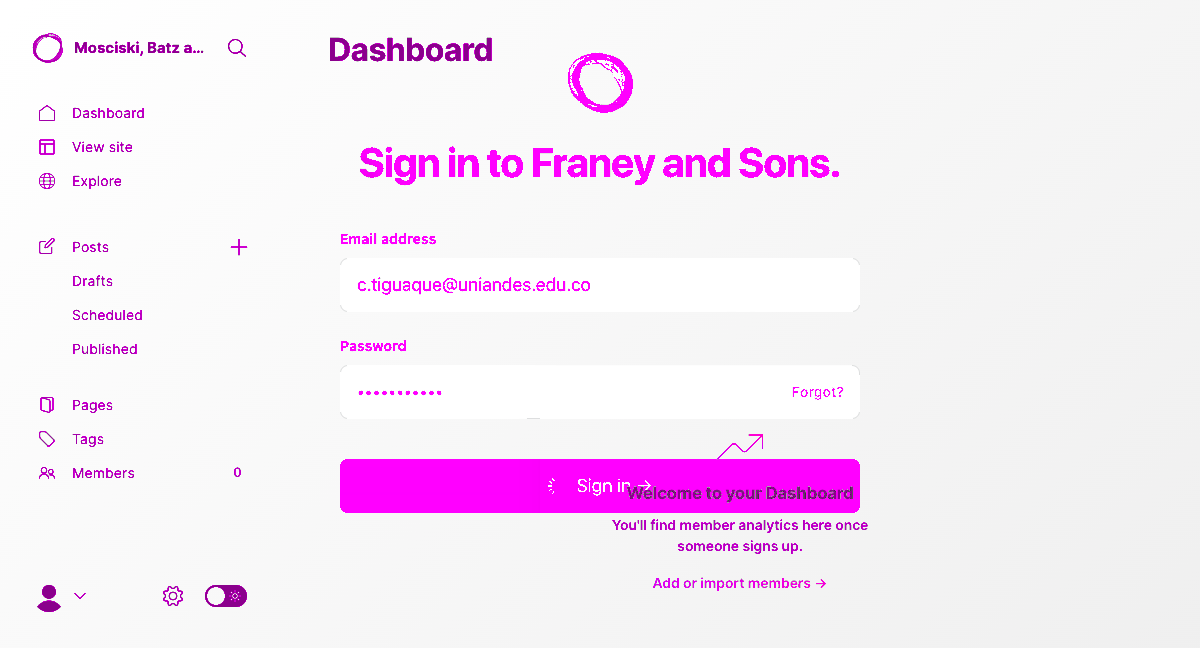 Mosciski, Batz a...
Dashboard
View site
Explore
Posts
Drafts
Scheduled
Published
Pages
Tags
Members 0
Dashboard
Sign in to Franey and Sons.
Email address
c.tiguaque@uniandes.edu.co
Password
Forgot?
Sign in →
Welcome to your Dashboard
You'll find member analytics here once
someone signs up.
Add or import members →